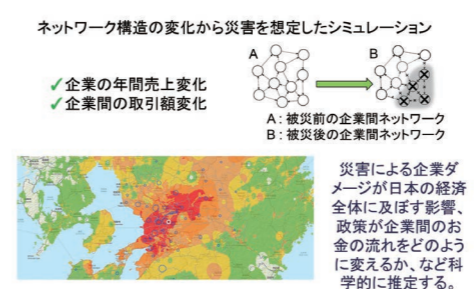 ネットワーク構造の変化から災害を想定したシミュレーション
A
B
✓企業の年間売上変化
✓企業間の取引額変化
A：被災前の企業間ネットワーク
B：被災後の企業間ネットワーク
災害による企業ダ
メージが日本の経済
全体に及ぼす影響、
政策が企業間のお
金の流れをどのよう
に変えるか、など科
学的に推定する。